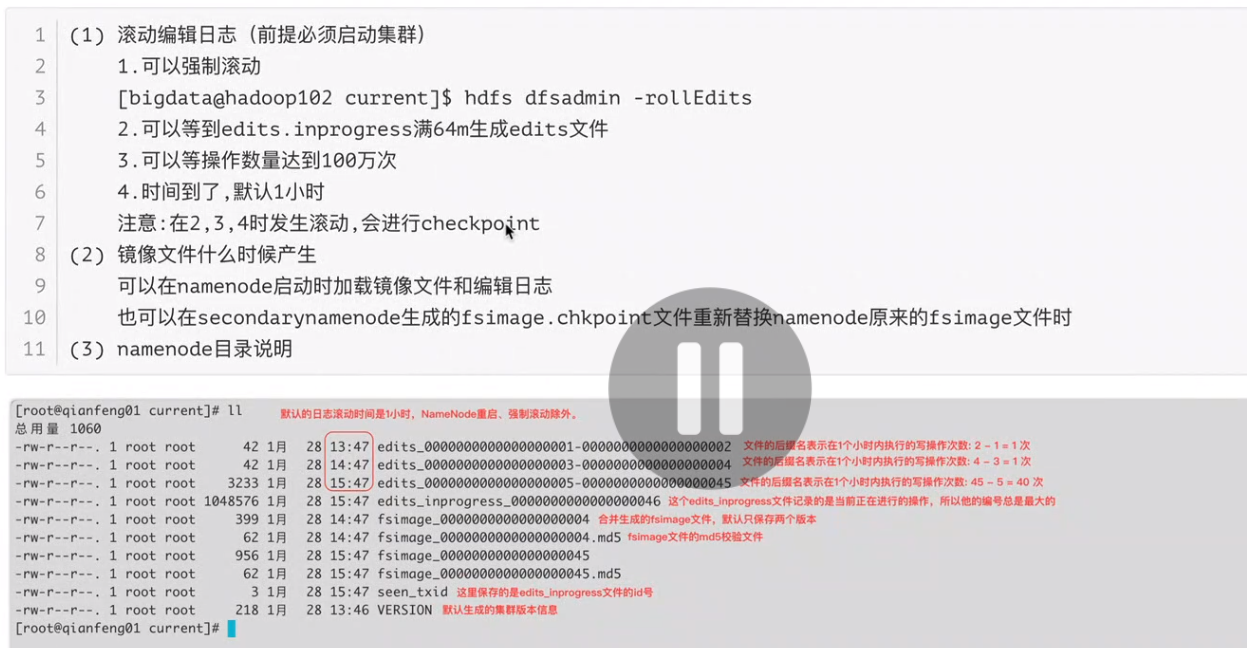 1 (1) 滚动编辑日志（前提必须启动集群）
2 1.可以强制滚动
3 [bigdata@hadoop102 current]$ hdfs dfsadmin -rollEdits
4 2.可以等到edits.inprogress满64m生成edits文件
5 3.可以等操作数量达到100万次
6 4.时间到了,默认1小时
7 注意:在2,3,4时发生滚动,会进行checkpoint
8 (2) 镜像文件什么时候产生
9 可以在namenode启动时加载镜像文件和编辑日志
10 也可以在secondarynamenode生成的fsimage.chkpoint文件重新替换namenode原来的fsimage文件时
11 (3) namenode目录说明
[root@qianfeng01 current]# ll 默认的日志滚动时间是1小时，NameNode重启、强制滚动除外。
总用量 1060
-rw-r--r--. 1 root root 42 1月 28 13:47 edits_0000000000000000001-0000000000000000002 文件的后缀名表示在1个小时内执行的写操作次数: 2 – 1 = 1 次
-rw-r--r--. 1 root root 42 1月 28 14:47 edits_0000000000000000003-0000000000000000004 文件的后缀名表示在1个小时内执行的写操作次数: 4 – 3 = 1 次
-rw-r--r--. 1 root root 3233 1月 28 15:47 edits_0000000000000000005-0000000000000000045 文件的后缀名表示在1个小时内执行的写操作次数: 45 – 5 = 40 次
-rw-r--r--. 1 root root 1048576 1月 28 15:47 edits_inprogress_0000000000000000046 这个edits_inprogress文件记录的是当前正在进行的操作，所以他的编号总是最大的
-rw-r--r--. 1 root root 399 1月 28 14:47 fsimage_0000000000000000004 合并生成的fsimage文件，默认只保存两个版本
-rw-r--r--. 1 root root 62 1月 28 14:47 fsimage_0000000000000000004.md5 fsimage文件的md5校验文件
-rw-r--r--. 1 root root 956 1月 28 15:47 fsimage_0000000000000000045
-rw-r--r--. 1 root root 62 1月 28 15:47 fsimage_0000000000000000045.md5
-rw-r--r--. 1 root root 3 1月 28 15:47 seen_txid 这里保存的是edits_inprogress文件的id号
-rw-r--r--. 1 root root 218 1月 28 13:46 VERSION 默认生成的集群版本信息
[root@qianfeng01 current]#